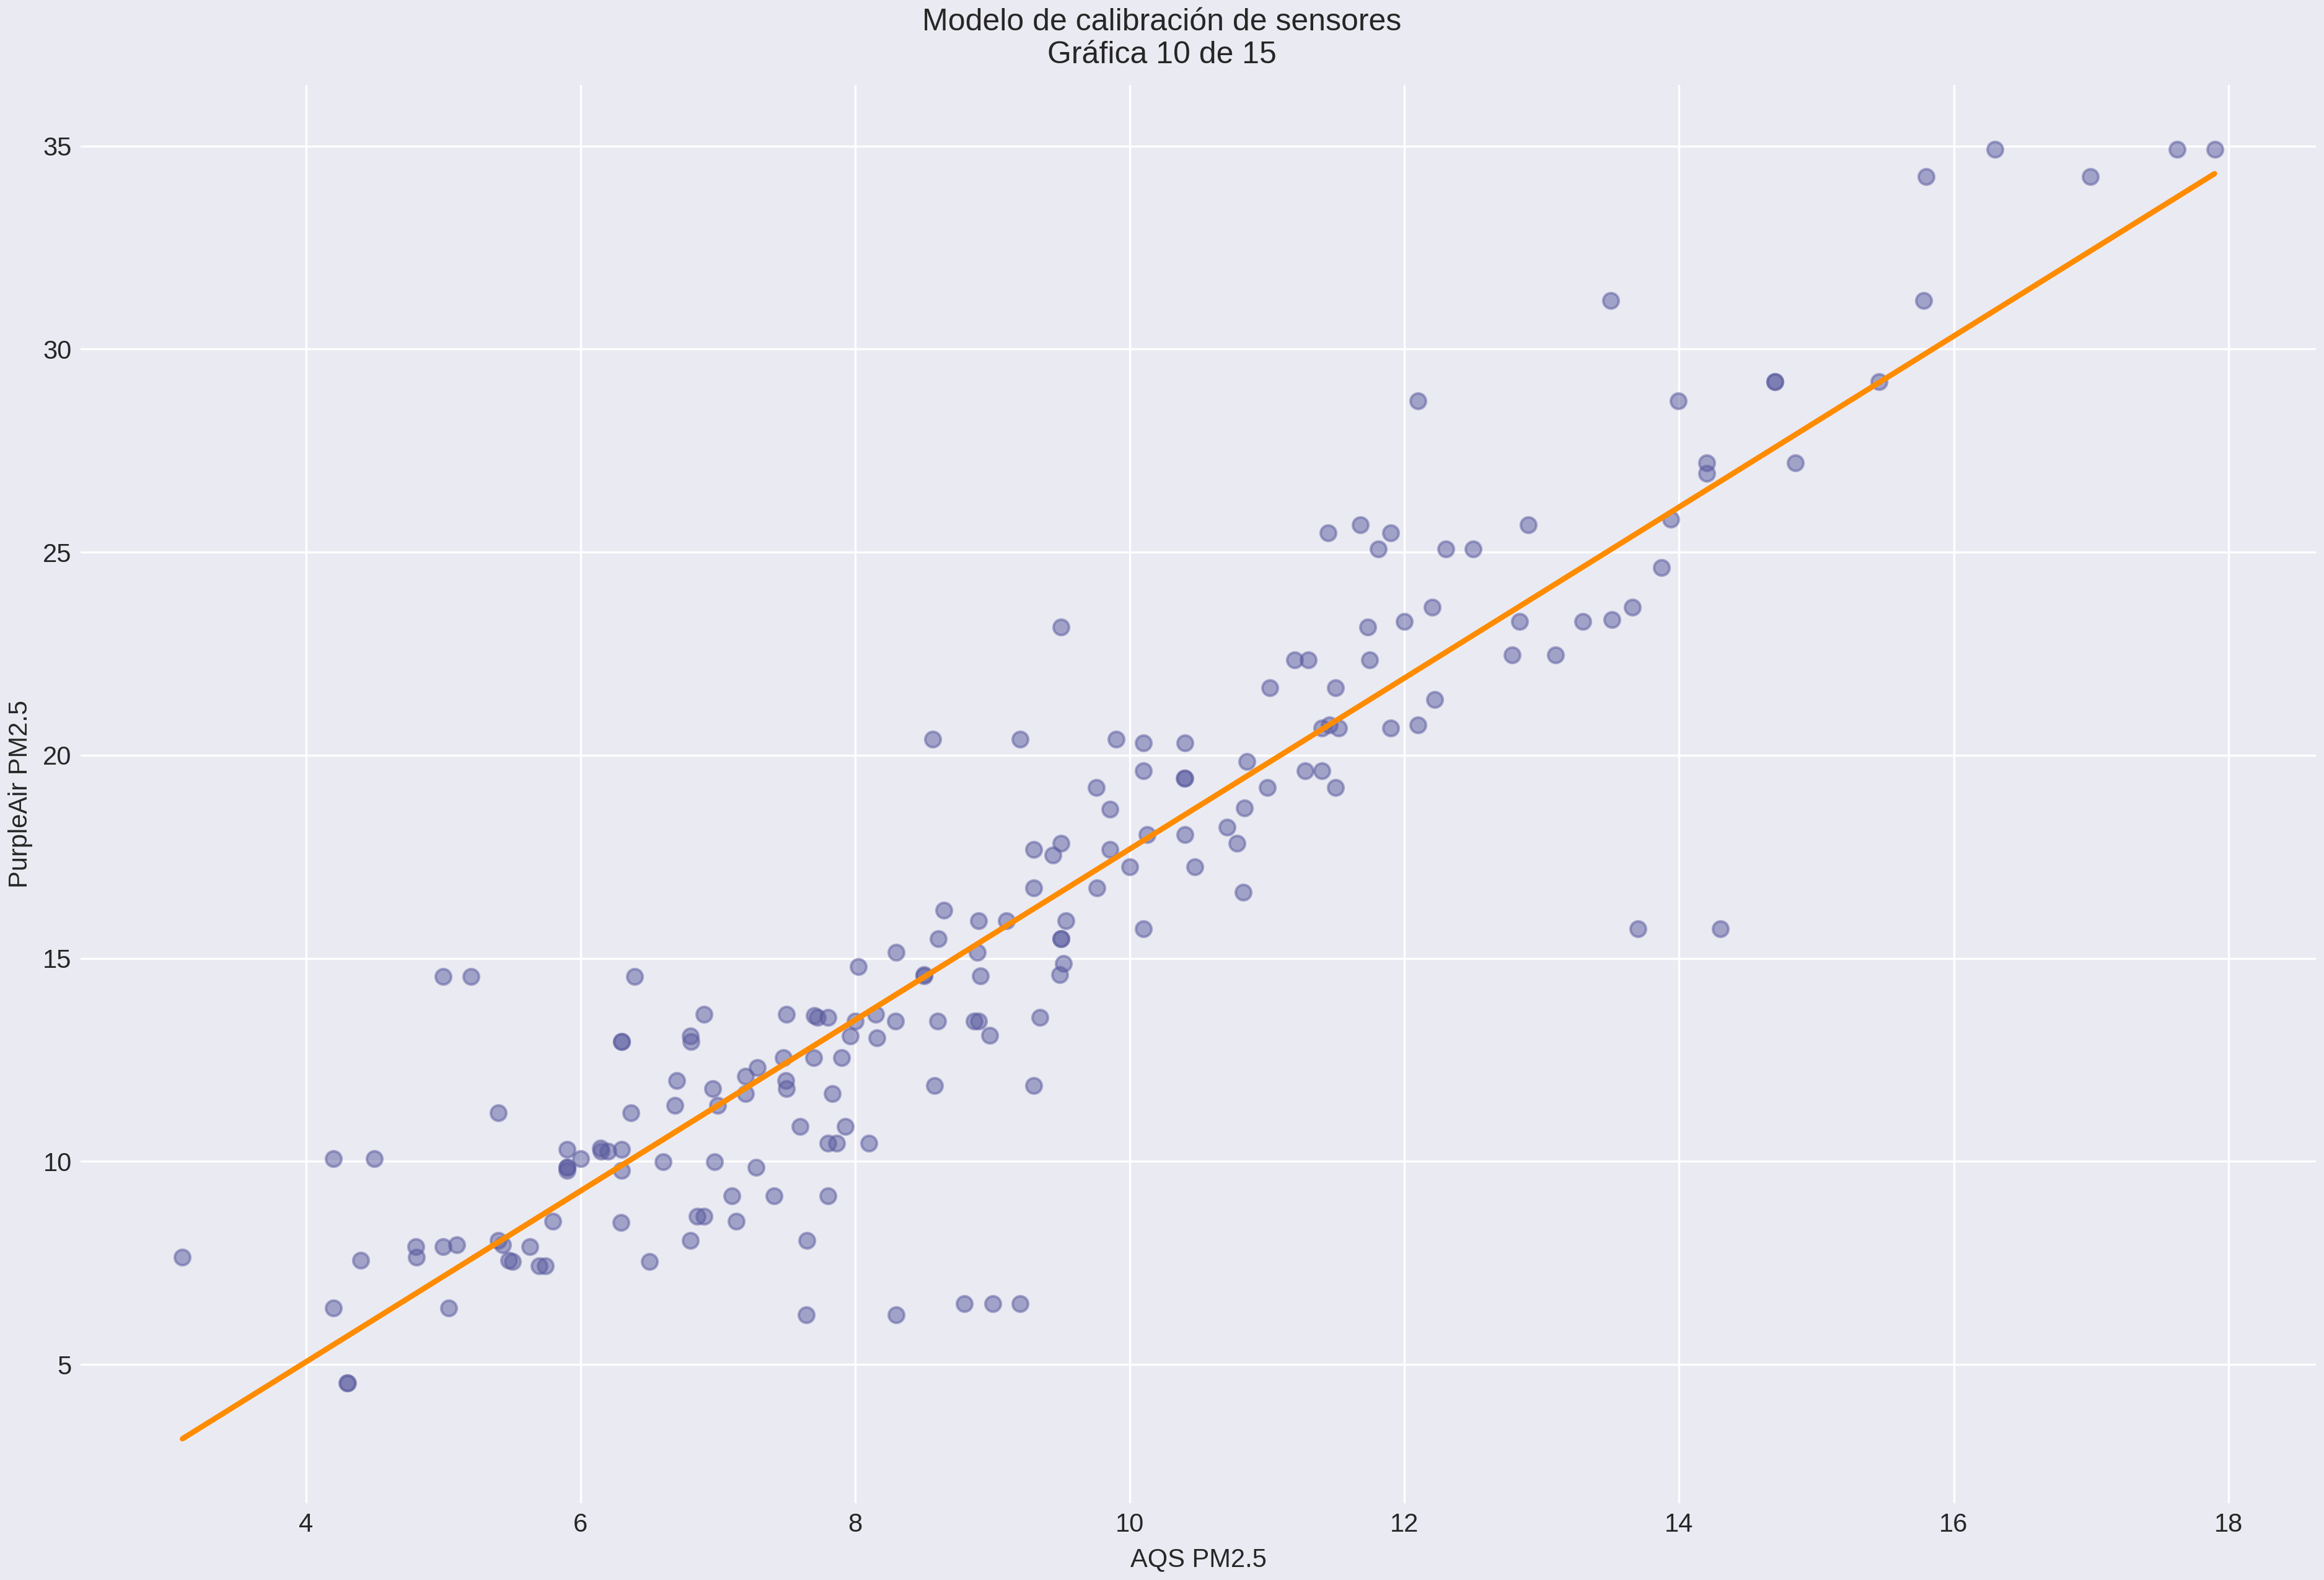 Modelo de calibración de sensores
Gráfica 10 de 15
35
30
25
20
15
10
5
PurpleAir PM2.5
4 6 8 10 12 14 16 18
AQS PM2.5